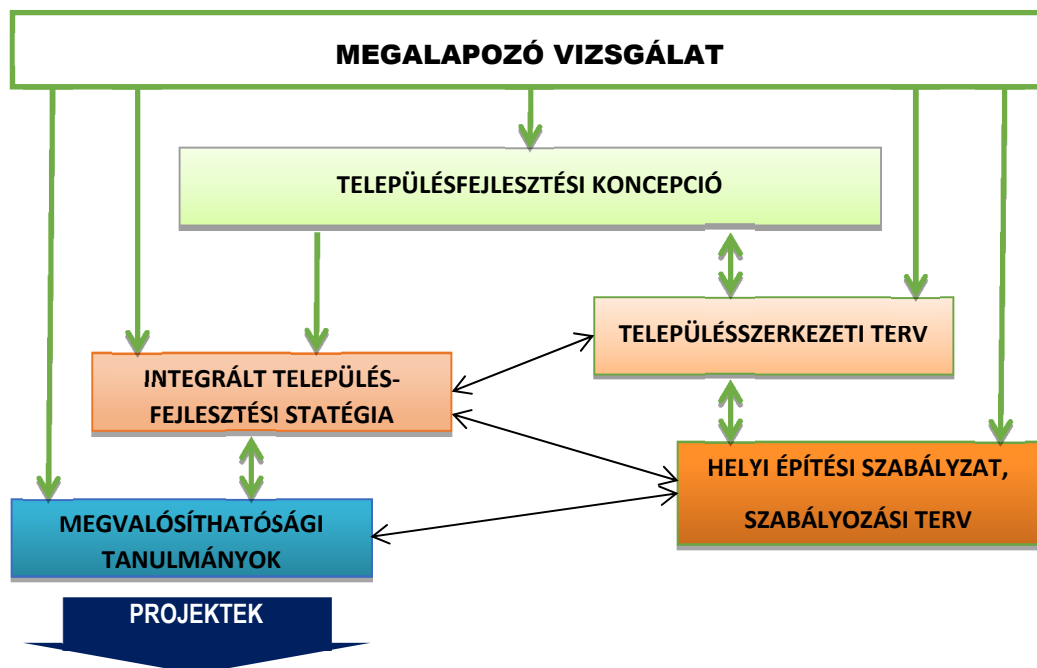 MEGALAPOZÓ VIZSGÁLAT
TELEPÜLÉSFEJLESZTÉSI KONCEPCIÓ
TELEPÜLÉSSZERKEZETI TERV
INTEGRÁLT TELEPÜLÉS-
FEJLESZTÉSI STATÉGIA
HELYI ÉPÍTÉSI SZABÁLYZAT,
SZABÁLYOZÁSI TERV
MEGVALÓSÍTHATÓSÁGI
TANULMÁNYOK
PROJEKTEK